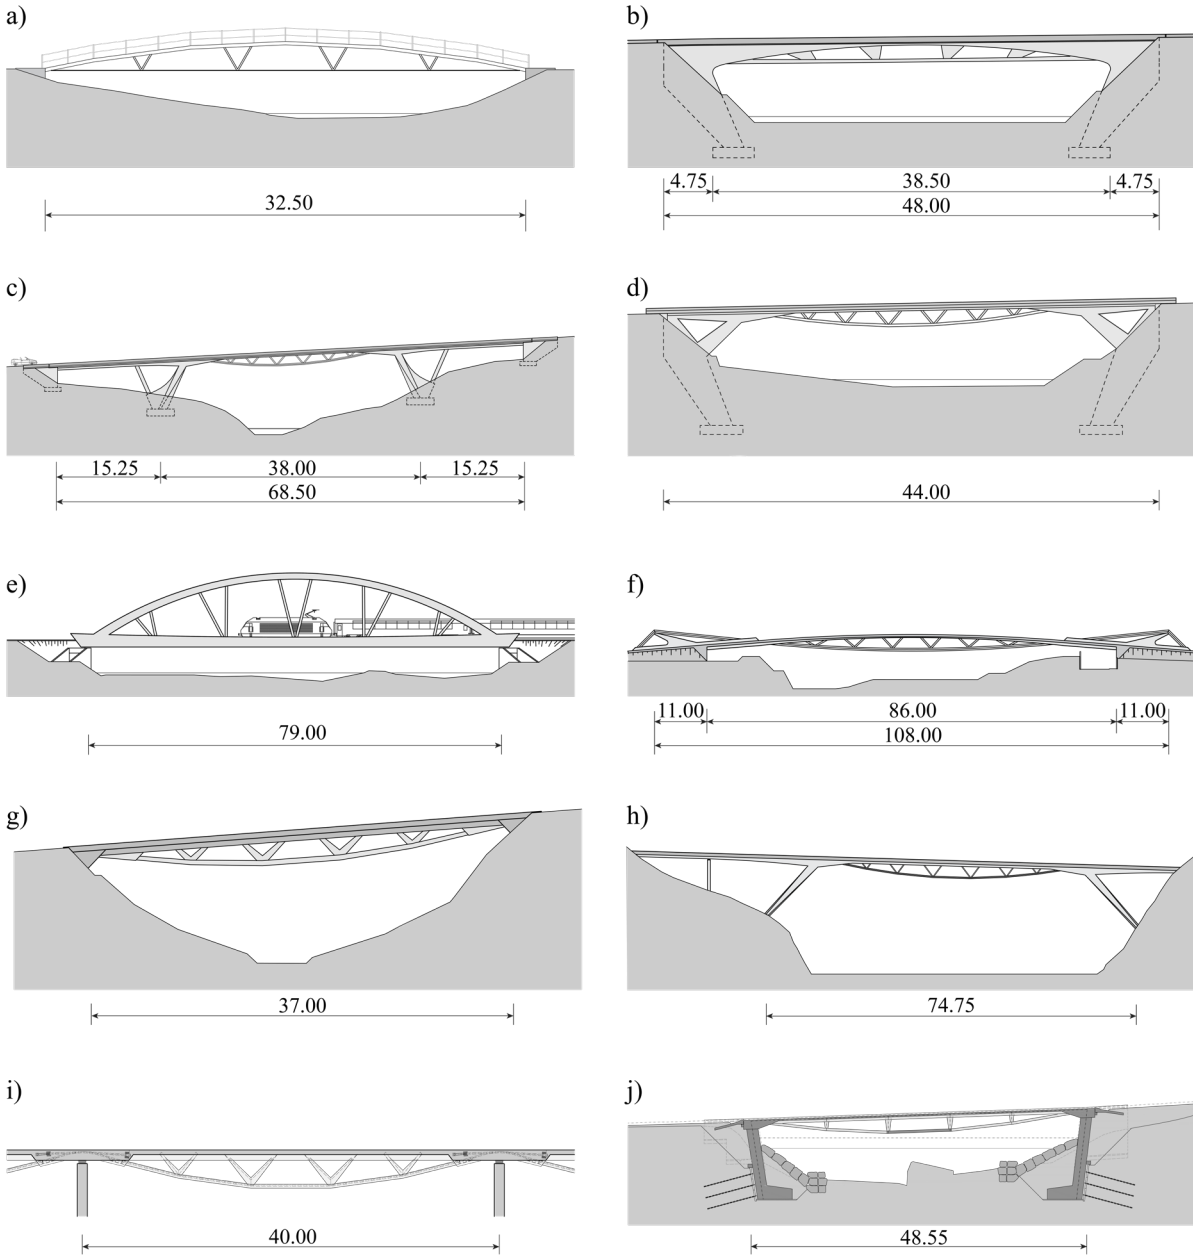 a)
b)
32.50
4.75 38.50 4.75
48.00
c)
d)
15.25 38.00 15.25
68.50
44.00
e)
f)
79.00
11.00 86.00 11.00
108.00
g)
h)
37.00
74.75
i)
j)
40.00
48.55